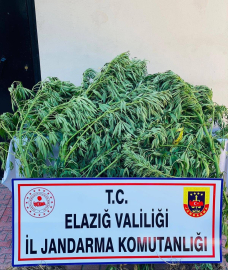 T.C.
ELAZIĞ VALİLİĞİ
İL JANDARMA KOMUTANLIĞI